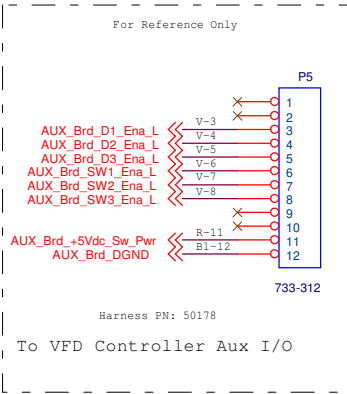 For Reference Only
P5
1
2
V-3 3
AUX_Brd_D1_Ena_L
V-4 4
AUX_Brd_D2_Ena_L
V-5 5
AUX_Brd_D3_Ena_L
V-6 6
AUX_Brd_SW1_Ena_L
V-7 7
AUX_Brd_SW2_Ena_L
V-8 8
AUX_Brd_SW3_Ena_L
9
10
R-11 11
AUX_Brd_+5Vdc_Sw_Pwr
Bl-12 12
AUX_Brd_DGND
733-312
Harness PN: 50178
To VFD Controller Aux I/O